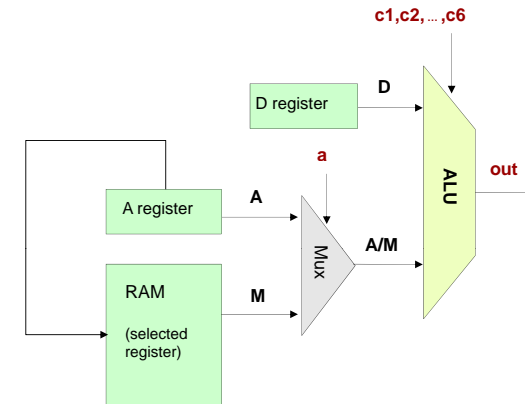 c1,c2, ... ,c6
D
D register
a
ALU
out
A
A register
Mux
A/M
RAM
M
(selected
register)